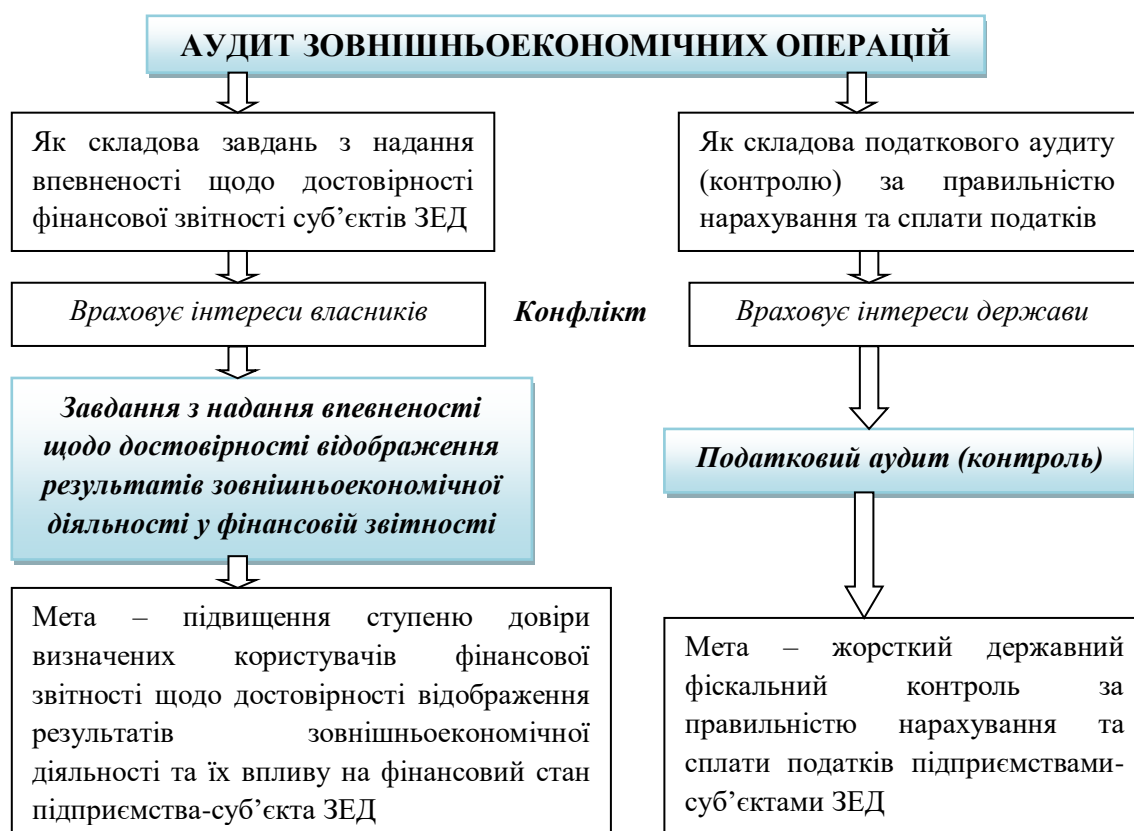 АУДИТ ЗОВНІШНЬОЕКОНОМІЧНИХ ОПЕРАЦІЙ
Як складова завдань з надання
впевненості щодо достовірності
фінансової звітності суб’єктів ЗЕД
Як складова податкового аудиту
(контролю) за правильністю
нарахування та сплати податків
Враховує інтереси власників
Конфлікт
Враховує інтереси держави
Завдання з надання впевненості
щодо достовірності відображення
результатів зовнішньоекономічної
діяльності у фінансовій звітності
Податковий аудит (контроль)
Мета – підвищення ступеню довіри
визначених користувачів фінансової
звітності щодо достовірності відображення
результатів зовнішньоекономічної
діяльності та їх впливу на фінансовий стан
підприємства-суб’єкта ЗЕД
Мета – жорсткий державний
фіскальний контроль за
правильністю нарахування та
сплати податків підприємствами-
суб’єктами ЗЕД